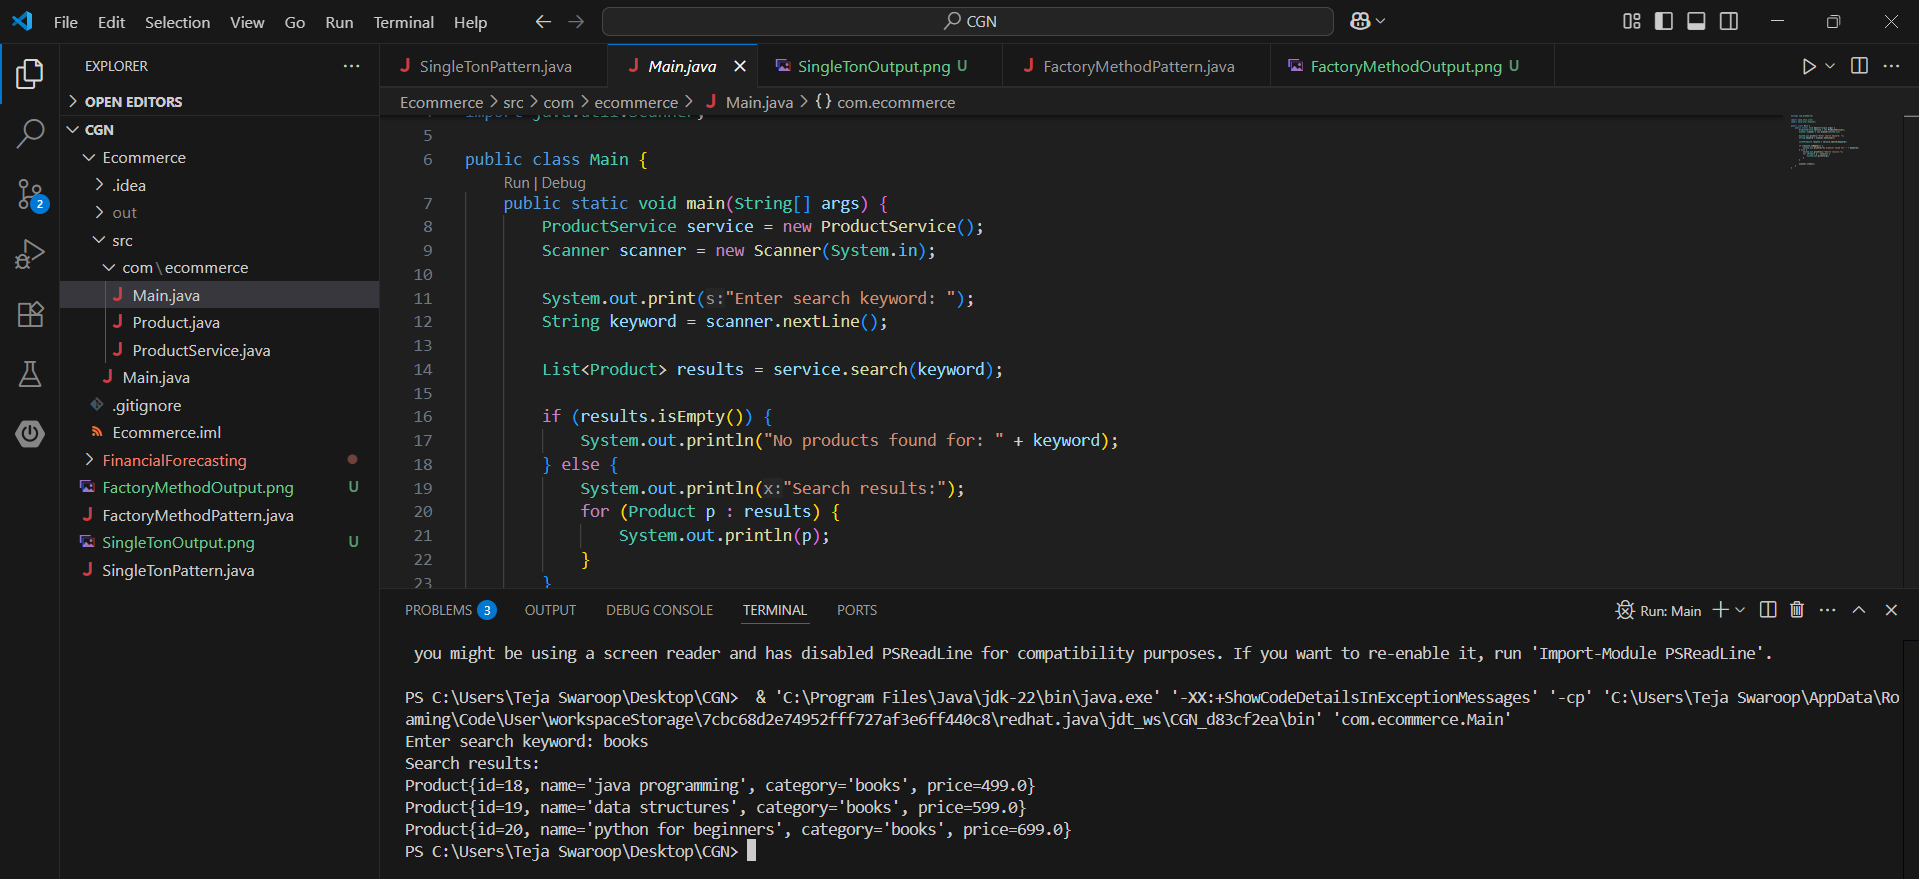 File Edit Selection View Go Run Terminal Help CGN
EXPLORER
OPEN EDITORS
CGN
Ecommerce
.idea
out
src
com\ecommerce
Main.java
Product.java
ProductService.java
Main.java
.gitignore
Ecommerce.iml
FinancialForecasting
FactoryMethodOutput.png U
FactoryMethodPattern.java
SingleTonOutput.png U
SingleTonPattern.java
2
SingleTonPattern.java Main.java SingleTonOutput.png U FactoryMethodPattern.java FactoryMethodOutput.png U
Ecommerce > src > com > ecommerce > Main.java > {} com.ecommerce
import java.util.Scanner;
5
6 public class Main {
Run | Debug
7 public static void main(String[] args) {
8 ProductService service = new ProductService();
9 Scanner scanner = new Scanner(System.in);
10
11 System.out.print(s:"Enter search keyword: ");
12 String keyword = scanner.nextLine();
13
14 List<Product> results = service.search(keyword);
15
16 if (results.isEmpty()) {
17 System.out.println("No products found for: " + keyword);
18 } else {
19 System.out.println(x:"Search results:");
20 for (Product p : results) {
21 System.out.println(p);
22 }
23 }
PROBLEMS 3 OUTPUT DEBUG CONSOLE TERMINAL PORTS Run: Main
you might be using a screen reader and has disabled PSReadLine for compatibility purposes. If you want to re-enable it, run 'Import-Module PSReadLine'.
PS C:\Users\Teja Swaroop\Desktop\CGN>  & 'C:\Program Files\Java\jdk-22\bin\java.exe' '-XX:+ShowCodeDetailsInExceptionMessages' '-cp' 'C:\Users\Teja Swaroop\AppData\Ro
aming\Code\User\workspaceStorage\7cbc68d2e74952fff727af3e6ff440c8\redhat.java\jdt_ws\CGN_d83cf2ea\bin' 'com.ecommerce.Main'
Enter search keyword: books
Search results:
Product{id=18, name='java programming', category='books', price=499.0}
Product{id=19, name='data structures', category='books', price=599.0}
Product{id=20, name='python for beginners', category='books', price=699.0}
PS C:\Users\Teja Swaroop\Desktop\CGN>